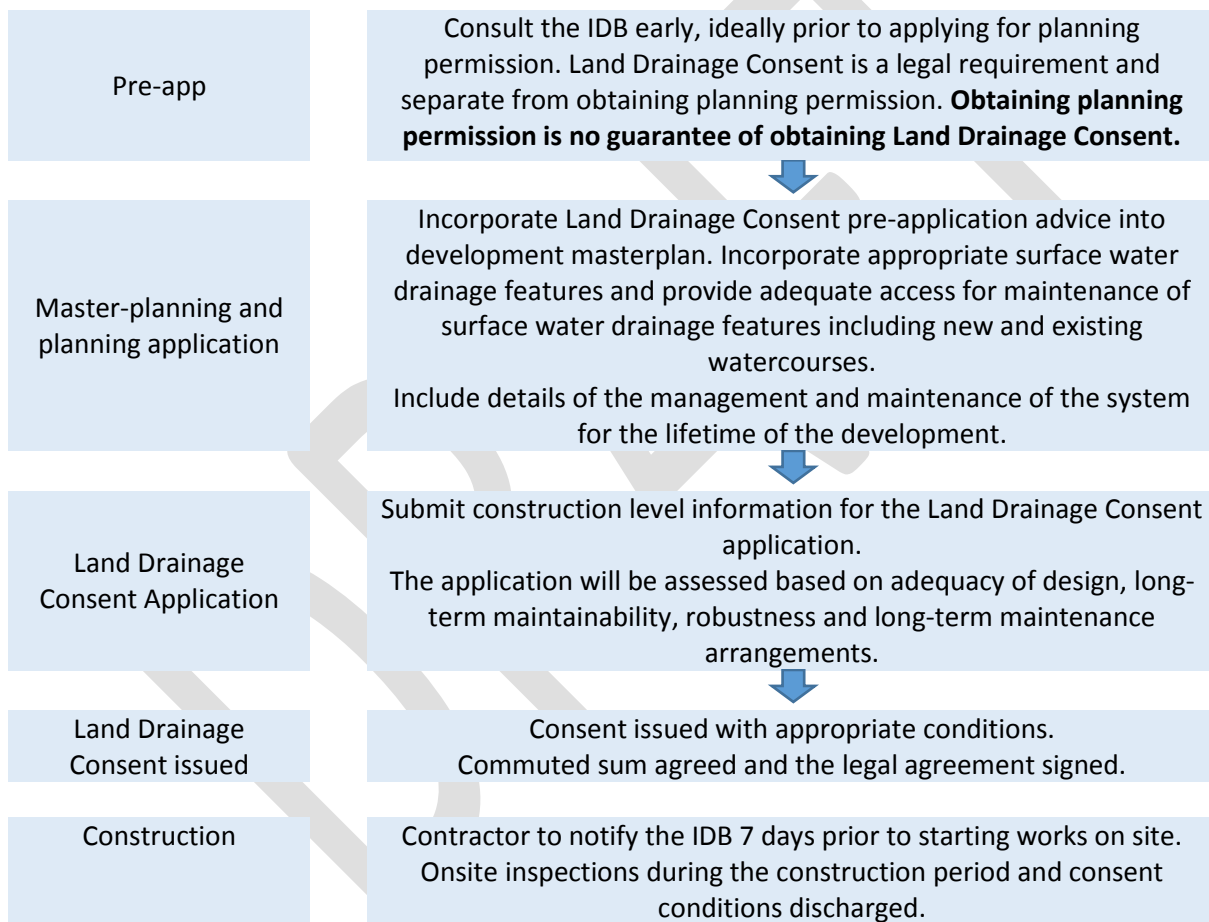 Pre-app
Consult the IDB early, ideally prior to applying for planning
permission. Land Drainage Consent is a legal requirement and
separate from obtaining planning permission. Obtaining planning
permission is no guarantee of obtaining Land Drainage Consent.
Master-planning and
planning application
Incorporate Land Drainage Consent pre-application advice into
development masterplan. Incorporate appropriate surface water
drainage features and provide adequate access for maintenance of
surface water drainage features including new and existing
watercourses.
Include details of the management and maintenance of the system
for the lifetime of the development.
Land Drainage
Consent Application
Submit construction level information for the Land Drainage Consent
application.
The application will be assessed based on adequacy of design, long-
term maintainability, robustness and long-term maintenance
arrangements.
Land Drainage
Consent issued
Consent issued with appropriate conditions.
Commuted sum agreed and the legal agreement signed.
Construction
Contractor to notify the IDB 7 days prior to starting works on site.
Onsite inspections during the construction period and consent
conditions discharged.